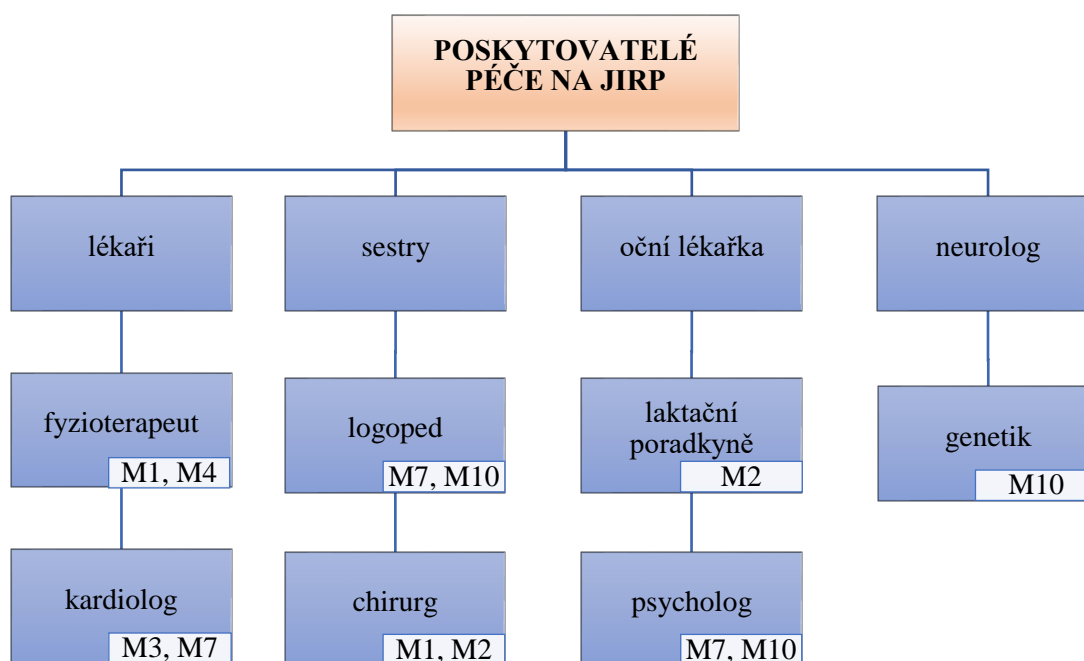 POSKYTOVATELÉ
PÉČE NA JIRP
lékaři
sestry
oční lékařka
neurolog
fyzioterapeut
M1, M4
logoped
M7, M10
laktační
poradkyně
M2
genetik
M10
kardiolog
M3, M7
chirurg
M1, M2
psycholog
M7, M10